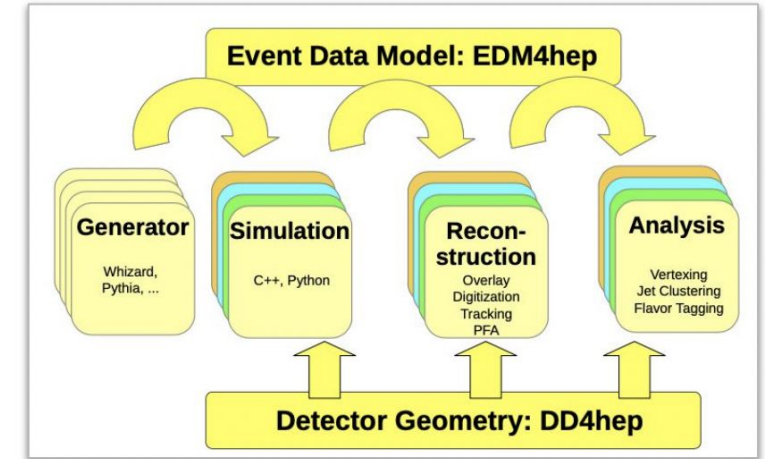 Event Data Model: EDM4hep
Generator
Whizard,
Pythia, ...
Simulation
C++, Python
Recon-
struction
Overlay
Digitization
Tracking
PFA
Analysis
Vertexing
Jet Clustering
Flavor Tagging
Detector Geometry: DD4hep